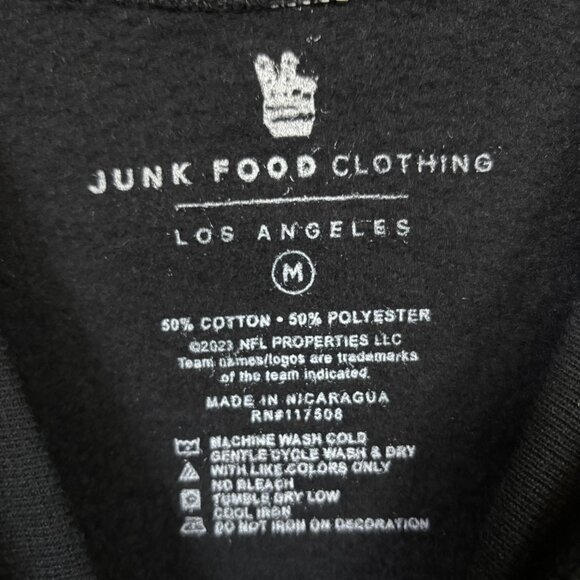 JUNK FOOD CLOTHING
LOS ANGELES
M
50% COTTON • 50% POLYESTER
©2023 NFL PROPERTIES LLC
Team names/logos are trademarks
of the team indicated.
MADE IN NICARAGUA
RN#117508
MACHINE WASH COLD
GENTLE CYCLE WASH & DRY
WITH LIKE COLORS ONLY
NO BLEACH
TUMBLE DRY LOW
COOL IRON
DO NOT IRON ON DECORATION